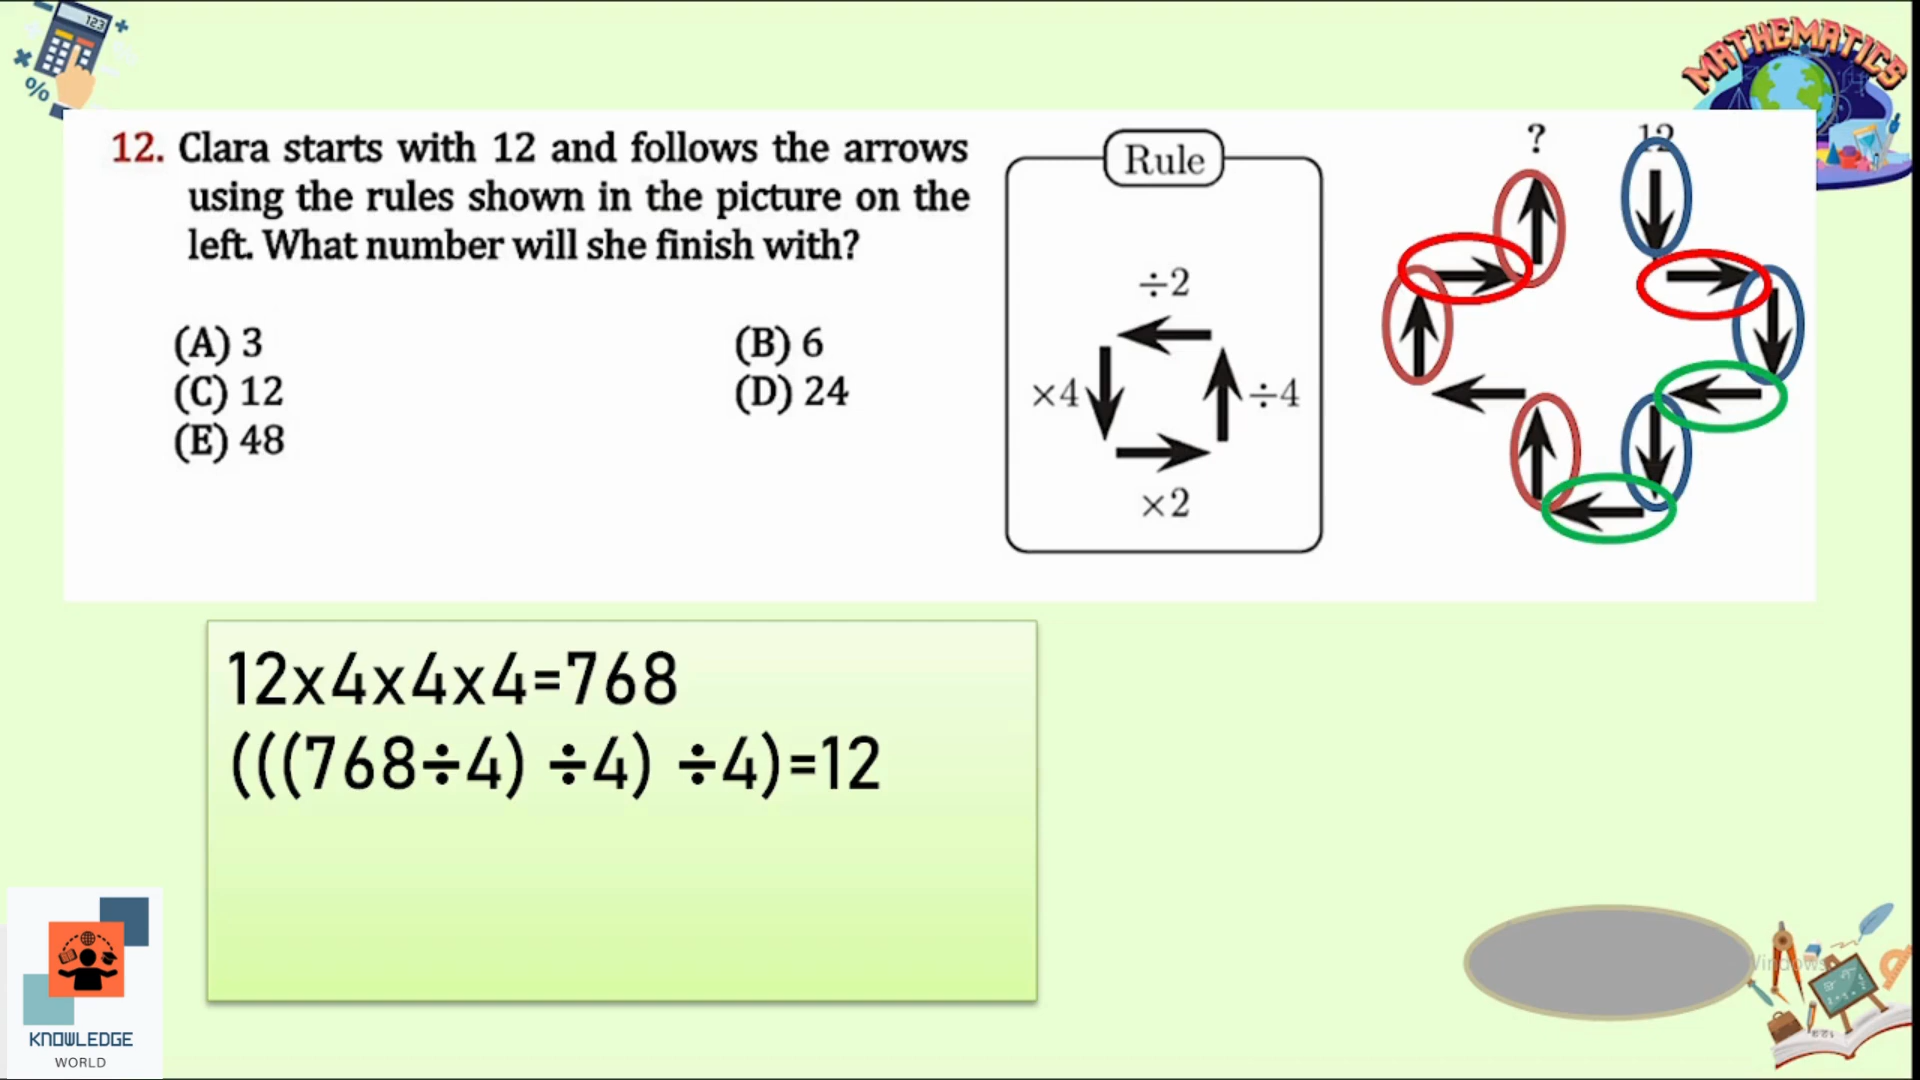 123
%
MATHEMATICS
12. Clara starts with 12 and follows the arrows
using the rules shown in the picture on the
left. What number will she finish with?
(A) 3
(B) 6
(C) 12
(D) 24
(E) 48
Rule
÷2
×4
÷4
×2
?
12
12x4x4x4=768
(((768÷4) ÷4) ÷4)=12
KNOWLEDGE
WORLD
Windows